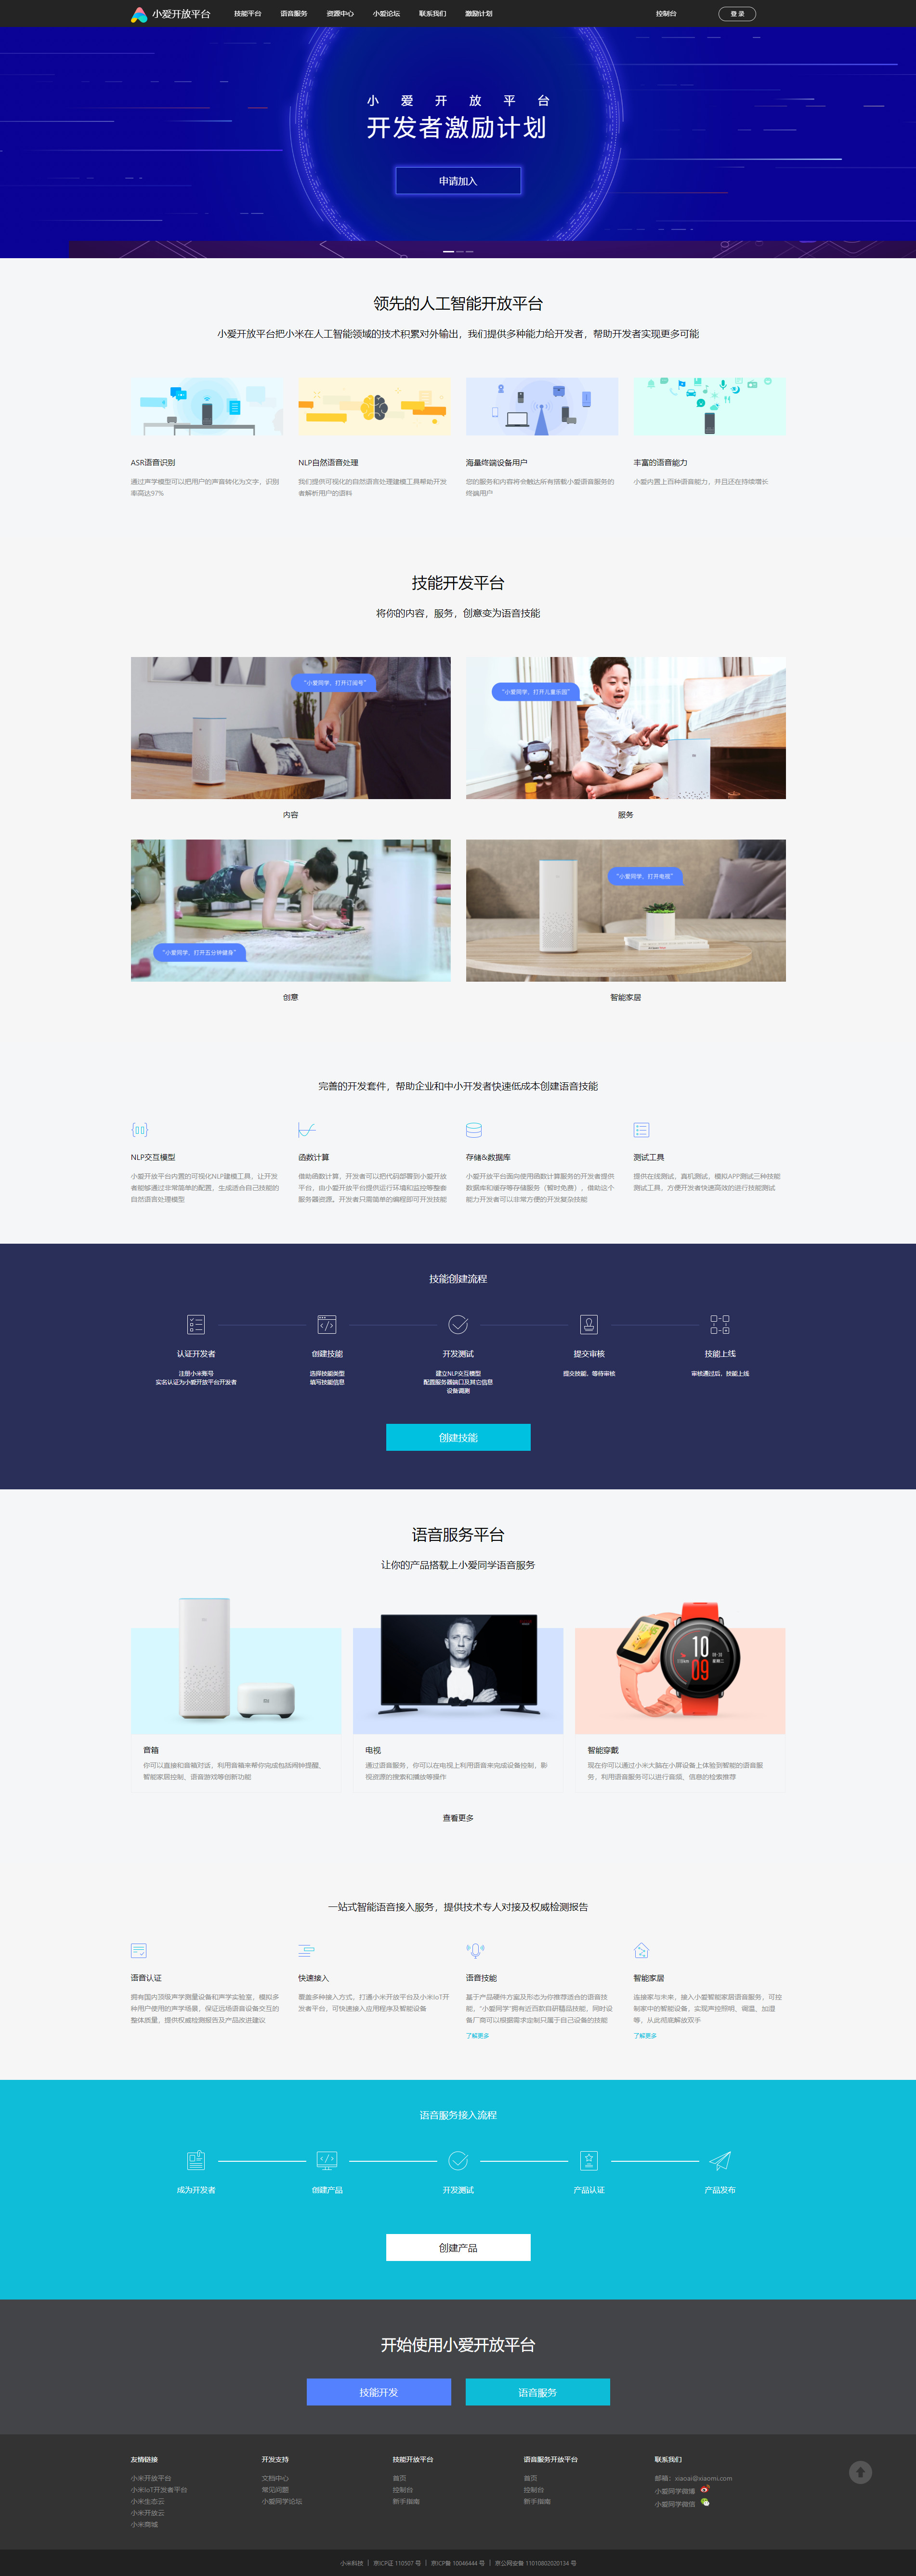 小爱开放平台
技能平台
语音服务
资源中心
小爱论坛
联系我们
激励计划
控制台
登 录
小爱开放平台
开发者激励计划
申请加入
领先的人工智能开放平台
小爱开放平台把小米在人工智能领域的技术积累对外输出，我们提供多种能力给开发者，帮助开发者实现更多可能
ASR语音识别
通过声学模型可以把用户的声音转化为文字，识别
率高达97%
NLP自然语音处理
我们提供可视化的自然语言处理建模工具帮助开发
者解析用户的语料
海量终端设备用户
您的服务和内容将会触达所有搭载小爱语音服务的
终端用户
丰富的语音能力
小爱内置上百种语音能力，并且还在持续增长
技能开发平台
将你的内容，服务，创意变为语音技能
“小爱同学，打开订阅号”
内容
“小爱同学，打开儿童乐园”
服务
“小爱同学，打开五分钟健身”
创意
“小爱同学，打开电视”
智能家居
完善的开发套件，帮助企业和中小开发者快速低成本创建语音技能
NLP交互模型
小爱开放平台内置的可视化NLP建模工具，让开发
者能够通过非常简单的配置，生成适合自己技能的
自然语言处理模型
函数计算
借助函数计算，开发者可以把代码部署到小爱开放
平台，由小爱开放平台提供运行环境和监控等整套
服务器资源。开发者只需简单的编程即可开发技能
存储&数据库
小爱开放平台面向使用函数计算服务的开发者提供
数据库和缓存等存储服务（暂时免费），借助这个
能力开发者可以非常方便的开发复杂技能
测试工具
提供在线测试，真机测试，模拟APP测试三种技能
测试工具，方便开发者快速高效的进行技能测试
技能创建流程
认证开发者
注册小米账号
实名认证为小爱开放平台开发者
创建技能
选择技能类型
填写技能信息
开发测试
建立NLP交互模型
配置服务器端口及其它信息
设备调测
提交审核
提交技能，等待审核
技能上线
审核通过后，技能上线
创建技能
语音服务平台
让你的产品搭载上小爱同学语音服务
10
09
音箱
你可以直接和音箱对话，利用音箱来帮你完成包括闹钟提醒,
智能家居控制，语音游戏等创新功能
电视
通过语音服务，你可以在电视上利用语音来完成设备控制，影
视资源的搜索和播放等操作
智能穿戴
现在你可以通过小米大脑在小屏设备上体验到智能的语音服
务，利用语音服务可以进行音频，信息的检索推荐
查看更多
一站式智能语音接入服务，提供技术专人对接及权威检测报告
语音认证
拥有国内顶级声学测量设备和声学实验室，模拟多
种用户使用的声学场景，保证远场语音设备交互的
整体质量，提供权威检测报告及产品改进建议
快速接入
覆盖多种接入方式，打通小米开放平台及小米IoT开
发者平台，可快速接入应用程序及智能设备
语音技能
基于产品硬件方案及形态为你推荐适合的语音技
能，“小爱同学”拥有近百款自研精品技能，同时设
备厂商可以根据需求定制只属于自己设备的技能
了解更多
智能家居
连接家与未来，接入小爱智能家居语音服务，可控
制家中的智能设备，实现声控照明，调温，加湿
等，从此彻底解放双手
了解更多
语音服务接入流程
成为开发者
创建产品
开发测试
产品认证
产品发布
创建产品
开始使用小爱开放平台
技能开发
语音服务
友情链接
小米开放平台
小米IoT开发者平台
小米生态云
小米开放云
小米商城
开发支持
文档中心
常见问题
小爱同学论坛
技能开放平台
首页
控制台
新手指南
语音服务开放平台
首页
控制台
新手指南
联系我们
邮箱：xiaoai@xiaomi.com
小爱同学微博
小爱同学微信
小米科技 | 京ICP证 110507 号 | 京ICP备 10046444 号 | 京公网安备 11010802020134 号